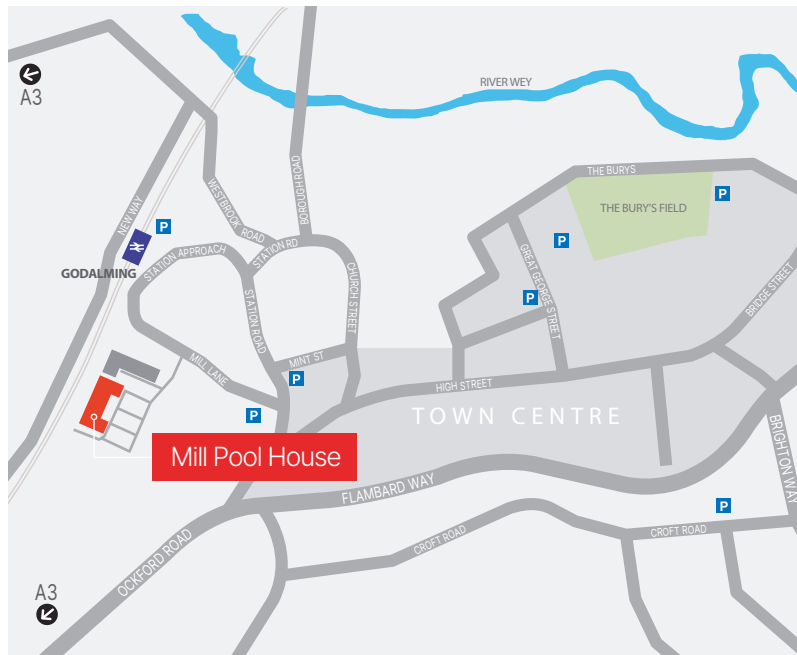 RIVER WEY
A3
THE BURYS
THE BURY'S FIELD
P
P
P
P
NEW WAY
WESTBROOK ROAD
BOROUGH ROAD
STATION RD
STATION APPROACH
GODALMING
GREAT GEORGE STREET
CHURCH STREET
BRIDGE STREET
STATION ROAD
MINT ST
MILL LANE
P
P
HIGH STREET
TOWN CENTRE
Mill Pool House
BRIGHTON WAY
FLAMBARD WAY
P
OCKFORD ROAD
CROFT ROAD
CROFT ROAD
A3